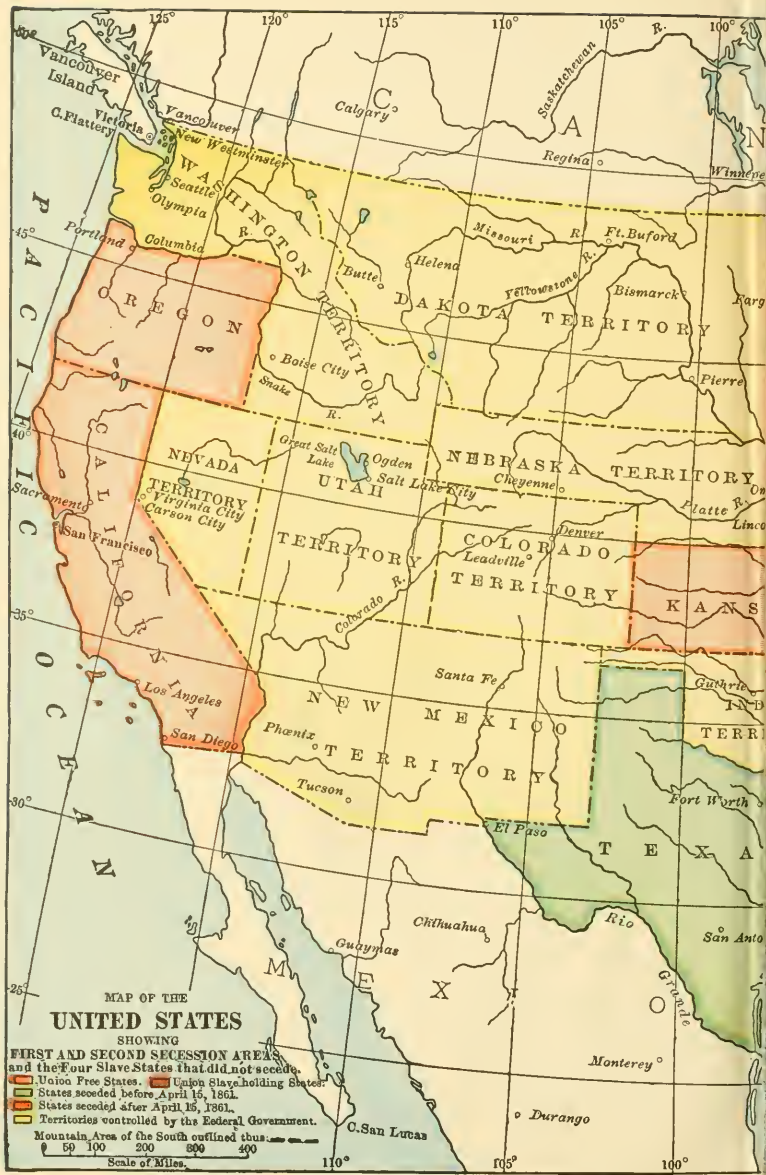 125°
120°
115°
110°
105°
100°
50°
Vancouver
Island
Vancouver
Victoria
C.Flattery
New Westminster
Calgary
C
A
N
Saskatchewan
R.
Regina
WASHINGTON
TERRITORY
Seattle
Olympia
Portland
Columbia
R.
45°
OREGON
Missouri
R.
Ft. Buford
Helena
Butte
Yellowstone R.
Bismarck
DAKOTA
TERRITORY
Pierre
Boise City
Snake
R.
40°
NEVADA
TERRITORY
Virginia City
Carson City
Great Salt
Lake
Ogden
Salt Lake City
UTAH
TERRITORY
NEBRASKA
TERRITORY
Cheyenne
Platte R.
Denver
COLORADO
Leadville
TERRITORY
KANS
Sacramento
San Francisco
CALIFORNIA
Colorado R.
35°
Los Angeles
San Diego
Santa Fe
NEW MEXICO
TERRITORY
Phœnix
Tucson
Guthrie
IND
TERRI
Fort Worth
El Paso
TEXA
30°
PACIFIC
OCEAN
Chihuahua
Rio
Grande
San Anto
Guaymas
M
E
X
O
25°
Monterey
Durango
C.San Lucas
MAP OF THE
UNITED STATES
SHOWING
FIRST AND SECOND SECESSION AREAS
and the Four Slave States that did not secede.
Union Free States. Union Slave holding States.
States seceded before April 15, 1861.
States seceded after April 15, 1861.
Territories controlled by the Federal Government.
Mountain Area of the South outlined thus:
0 50 100 200 300 400
Scale of Miles.
110°
105°
100°